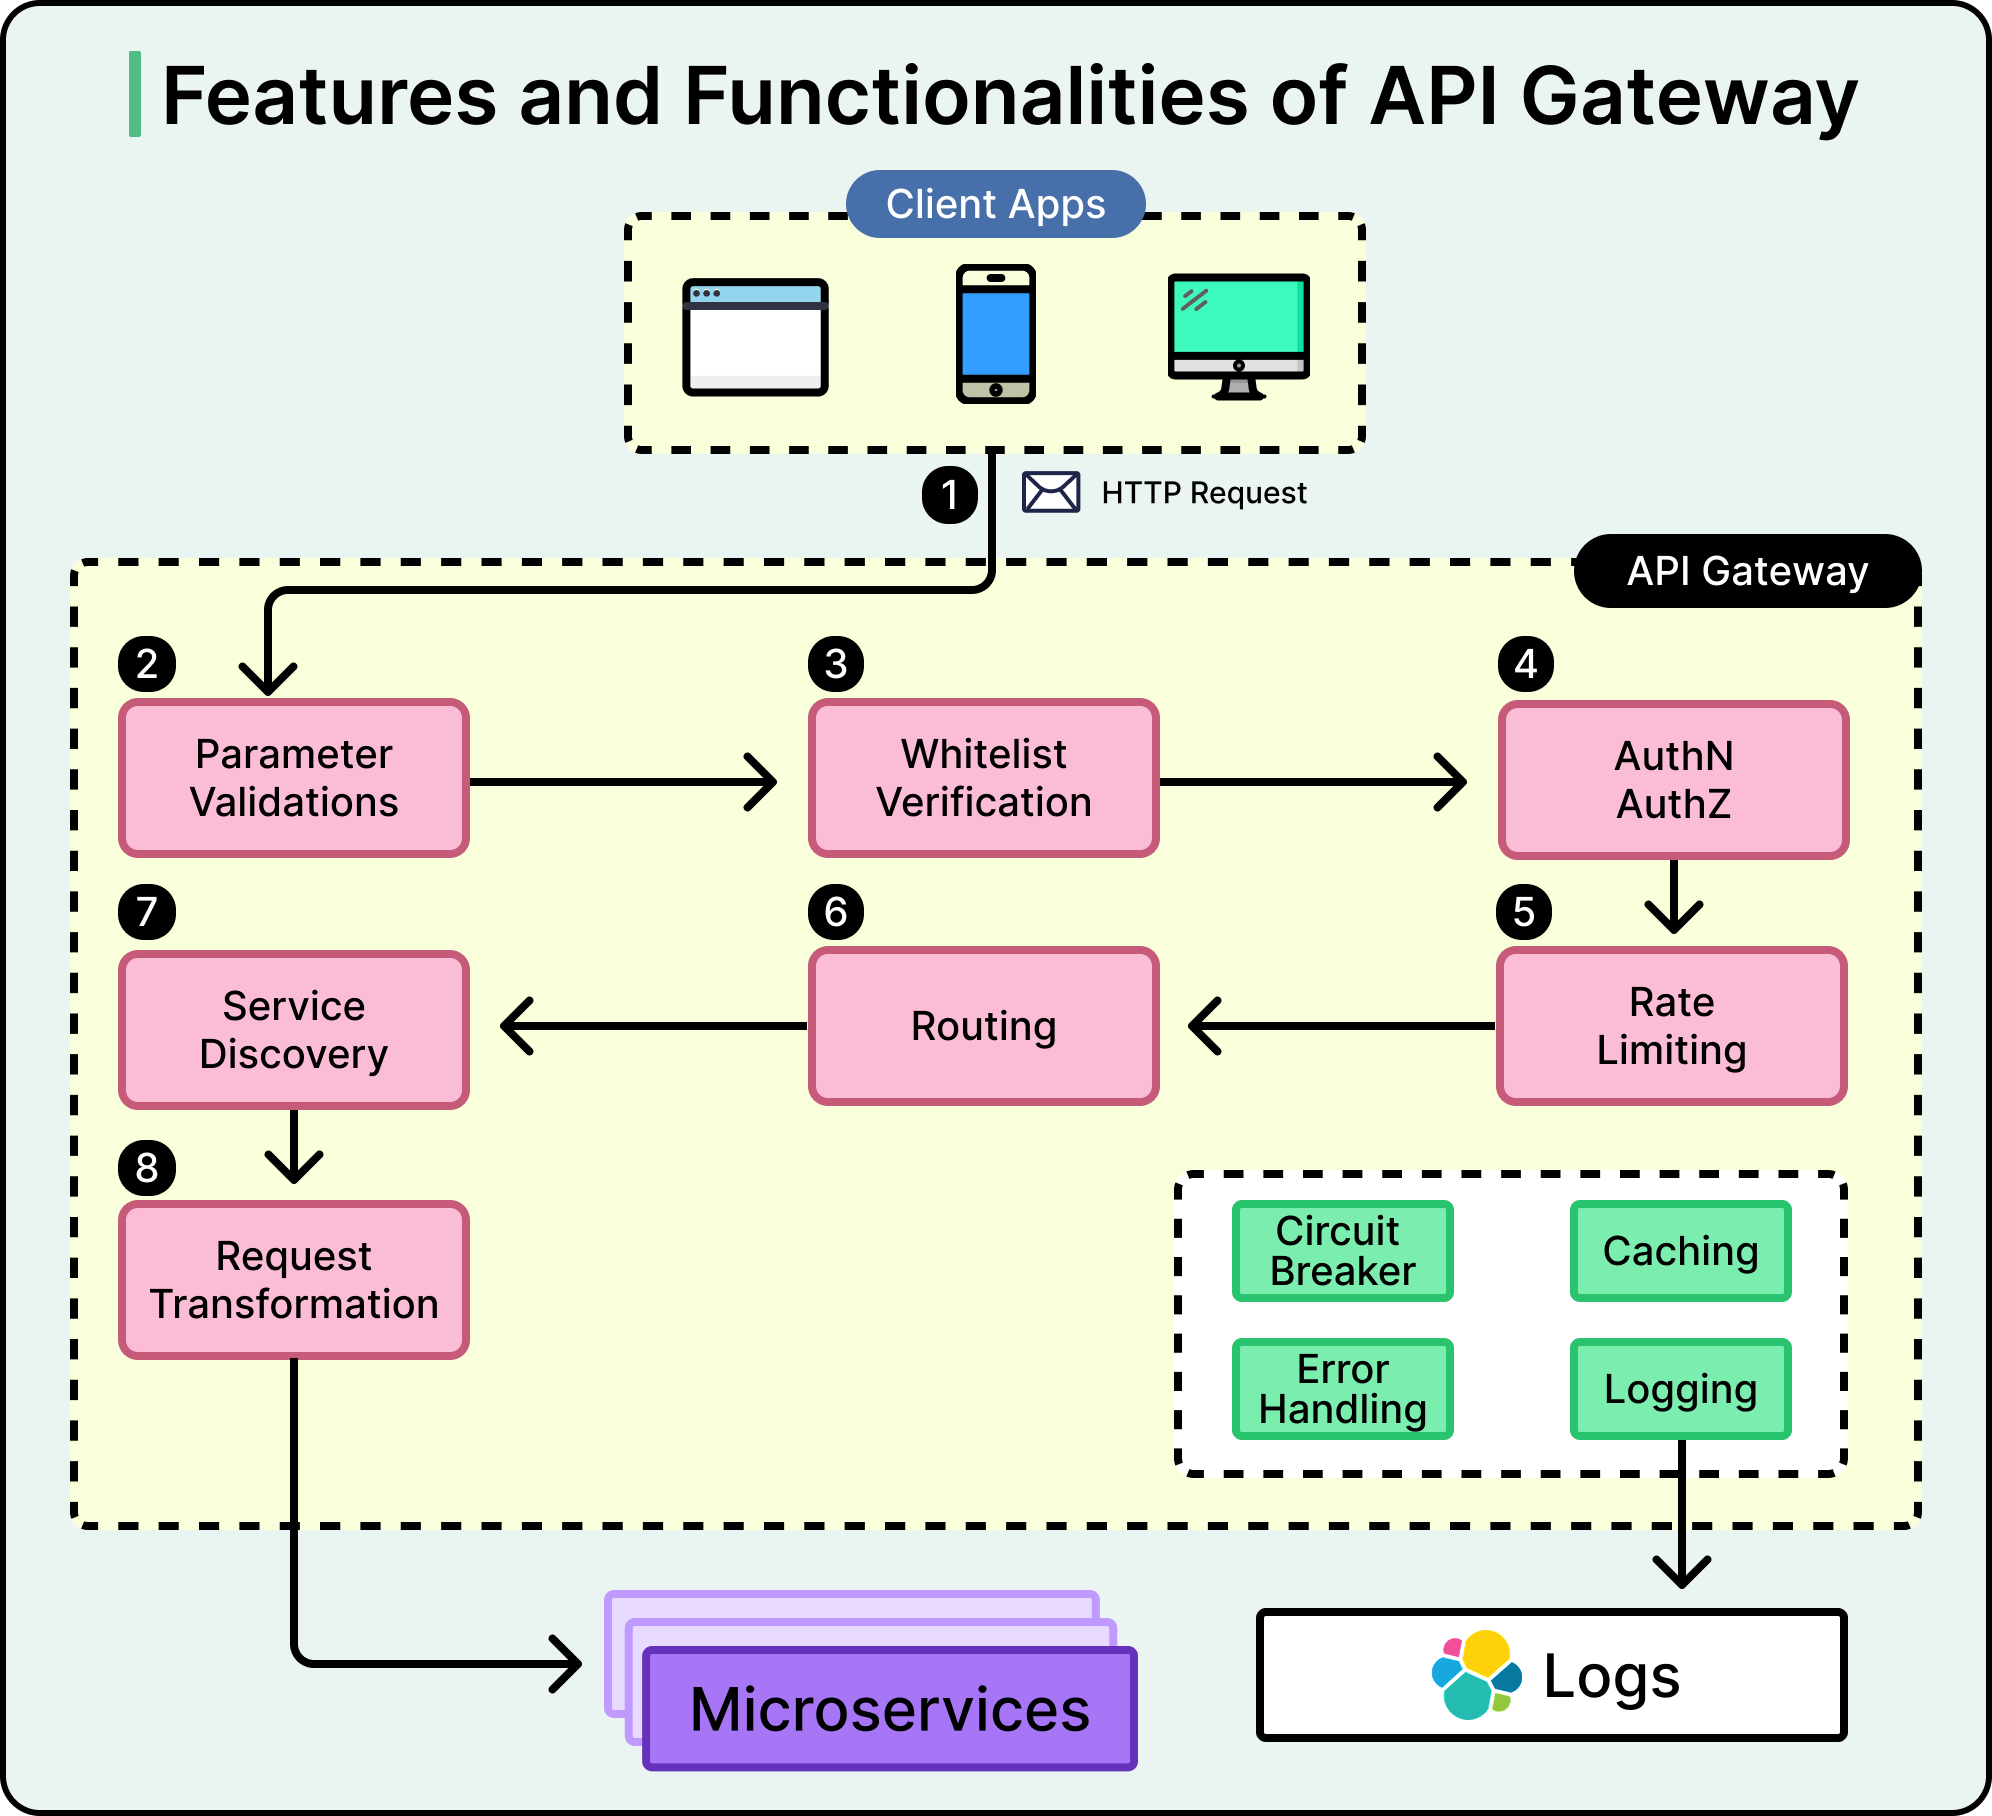 Features and Functionalities of API Gateway
Client Apps
1
HTTP Request
API Gateway
2
3
4
Parameter
Validations
Whitelist
Verification
AuthN
AuthZ
7
6
5
Service
Discovery
Routing
Rate
Limiting
8
Request
Transformation
Circuit
Breaker
Caching
Error
Handling
Logging
Microservices
Logs